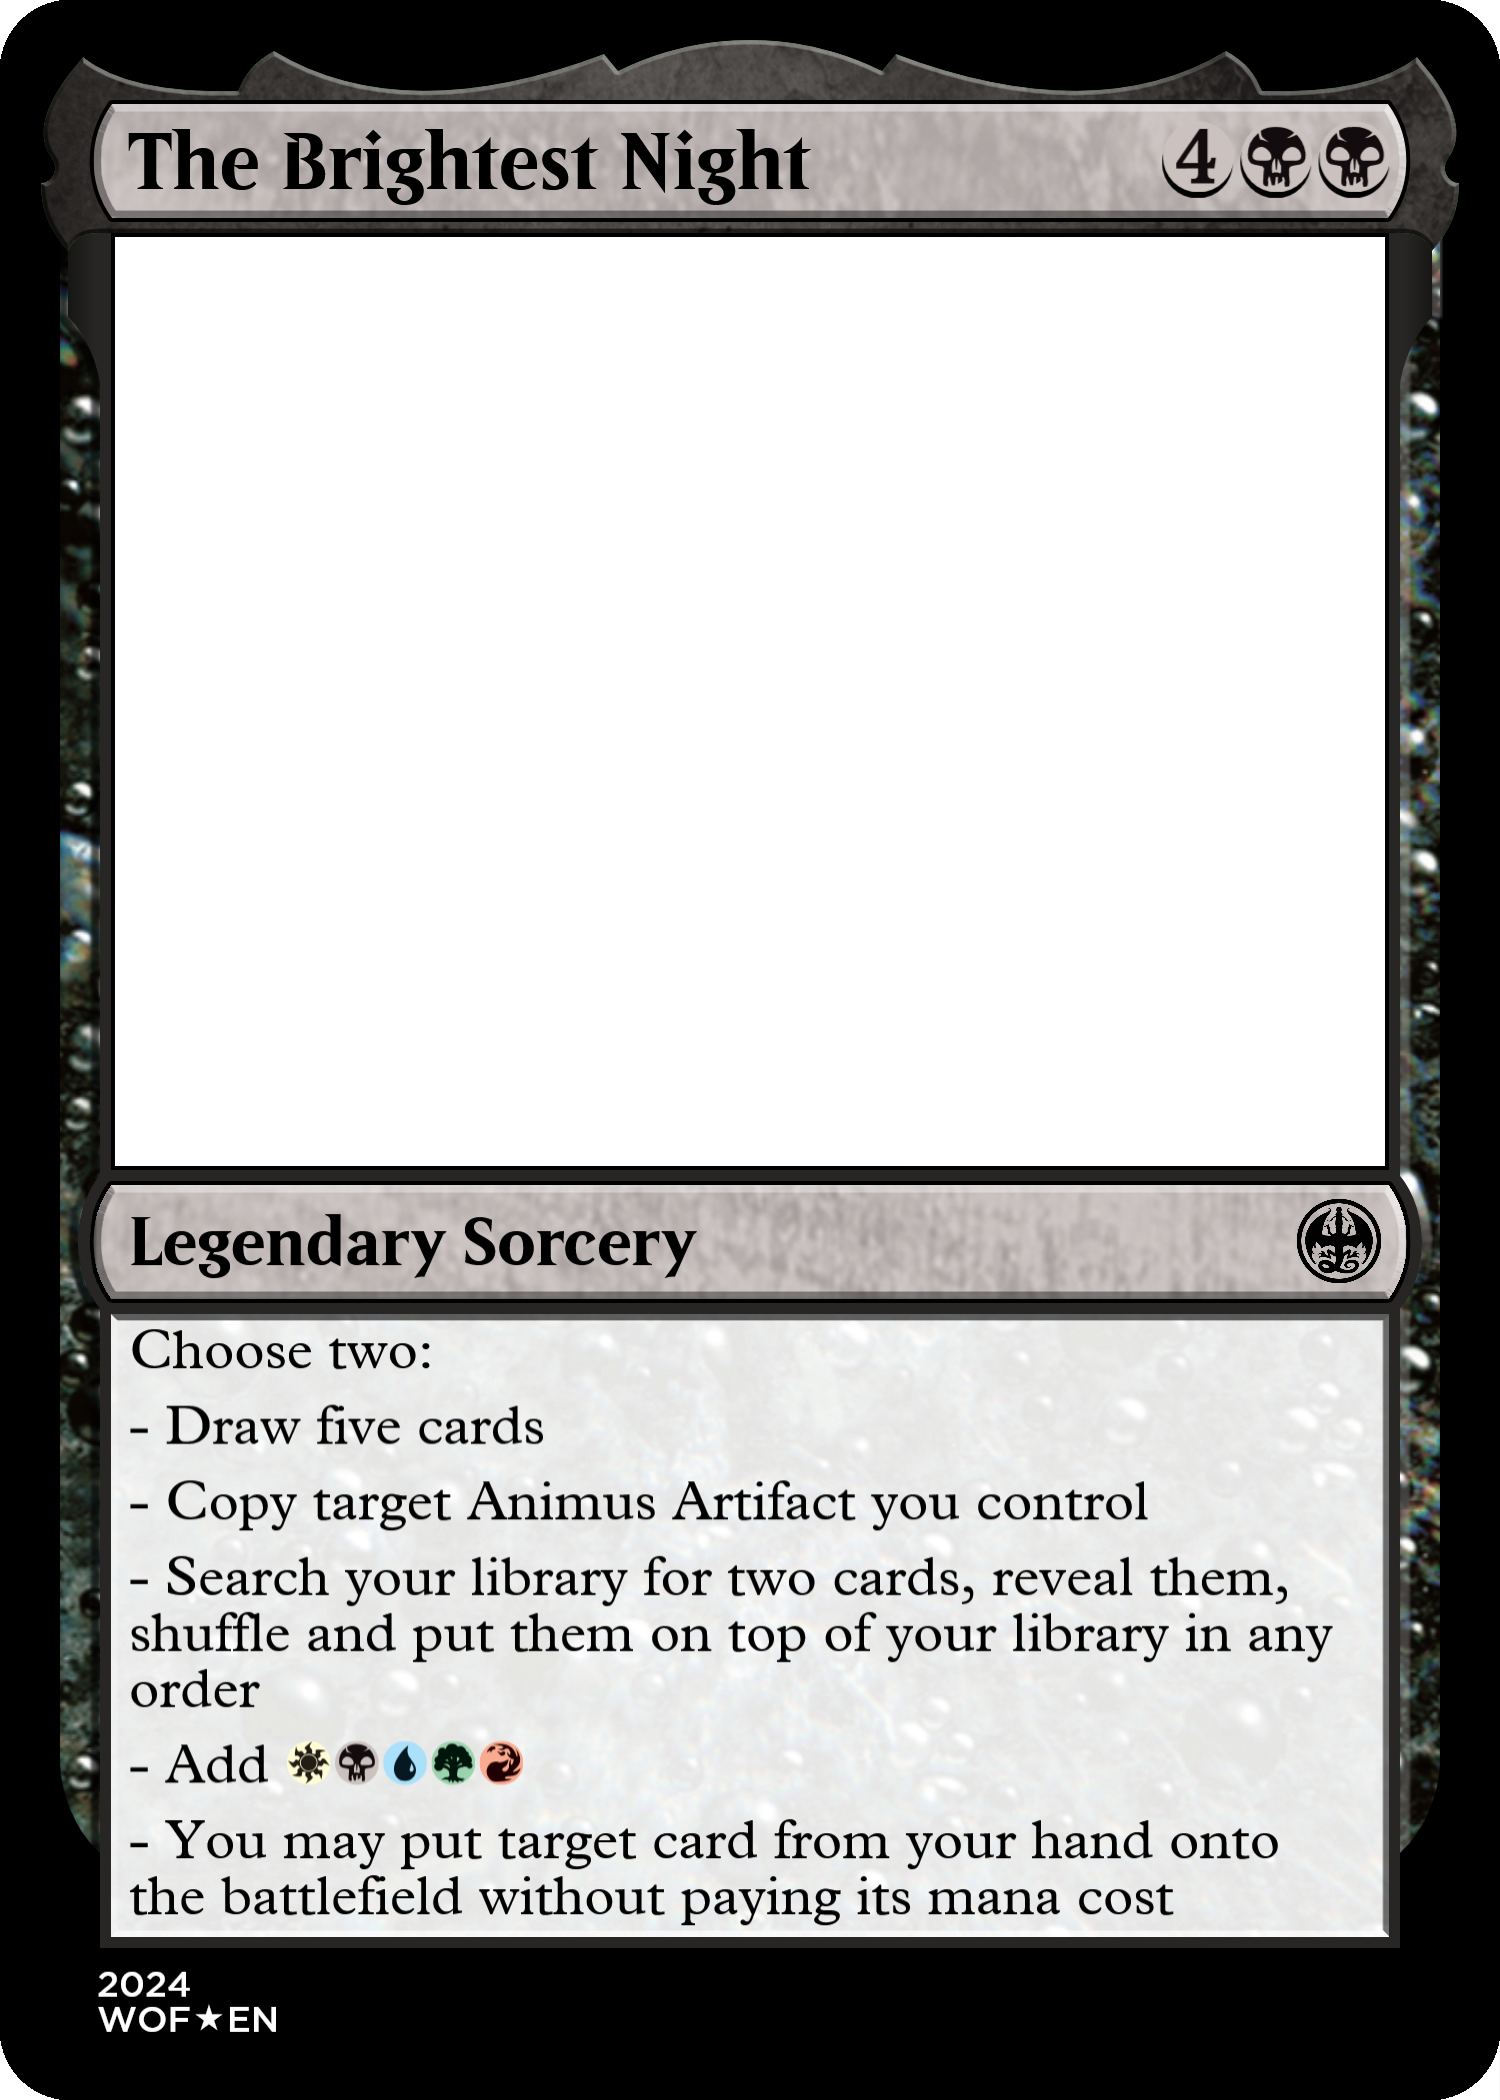 The Brightest Night 4
Legendary Sorcery
Choose two:
- Draw five cards
- Copy target Animus Artifact you control
- Search your library for two cards, reveal them,
shuffle and put them on top of your library in any
order
- Add
- You may put target card from your hand onto
the battlefield without paying its mana cost
2024
WOF★EN